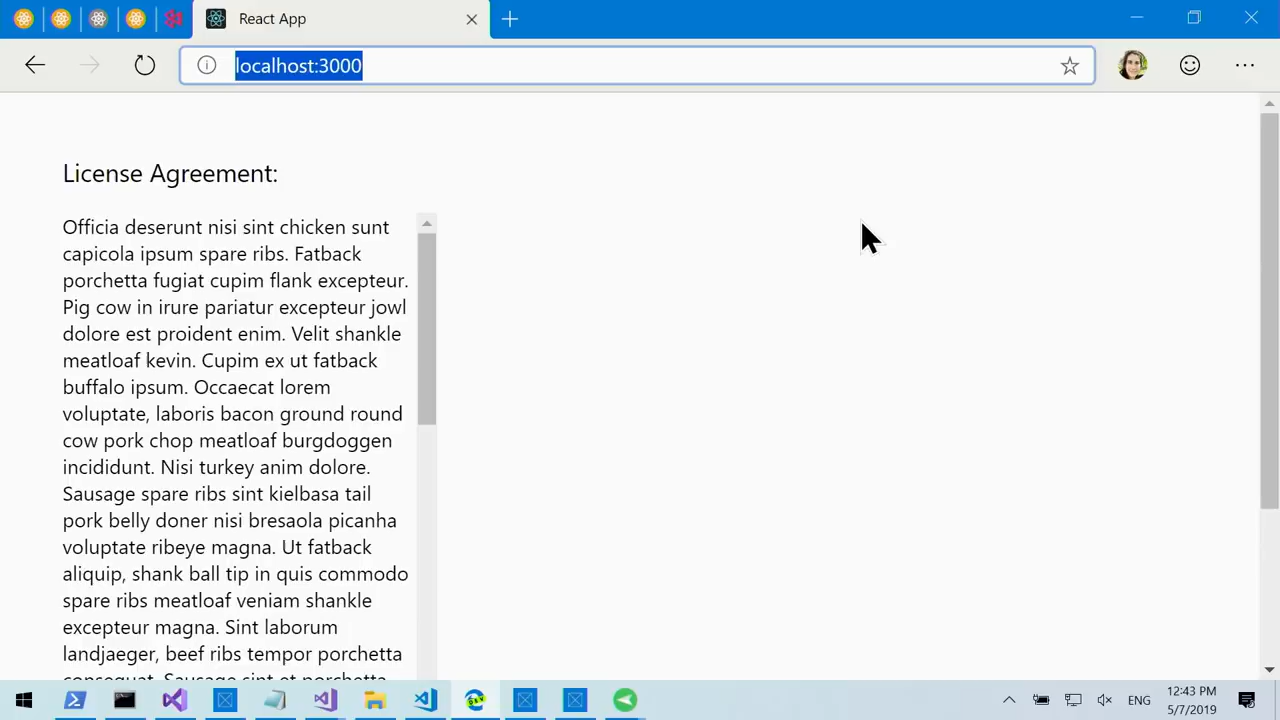 React App
localhost:3000
License Agreement:
Officia deserunt nisi sint chicken sunt
capicola ipsum spare ribs. Fatback
porchetta fugiat cupim flank excepteur.
Pig cow in irure pariatur excepteur jowl
dolore est proident enim. Velit shankle
meatloaf kevin. Cupim ex ut fatback
buffalo ipsum. Occaecat lorem
voluptate, laboris bacon ground round
cow pork chop meatloaf burgdoggen
incididunt. Nisi turkey anim dolore.
Sausage spare ribs sint kielbasa tail
pork belly doner nisi bresaola picanha
voluptate ribeye magna. Ut fatback
aliquip, shank ball tip in quis commodo
spare ribs meatloaf veniam shankle
excepteur magna. Sint laborum
landjaeger, beef ribs tempor porchetta
consequat. Sausage sint et porchetta
ENG
12:43 PM
5/7/2019